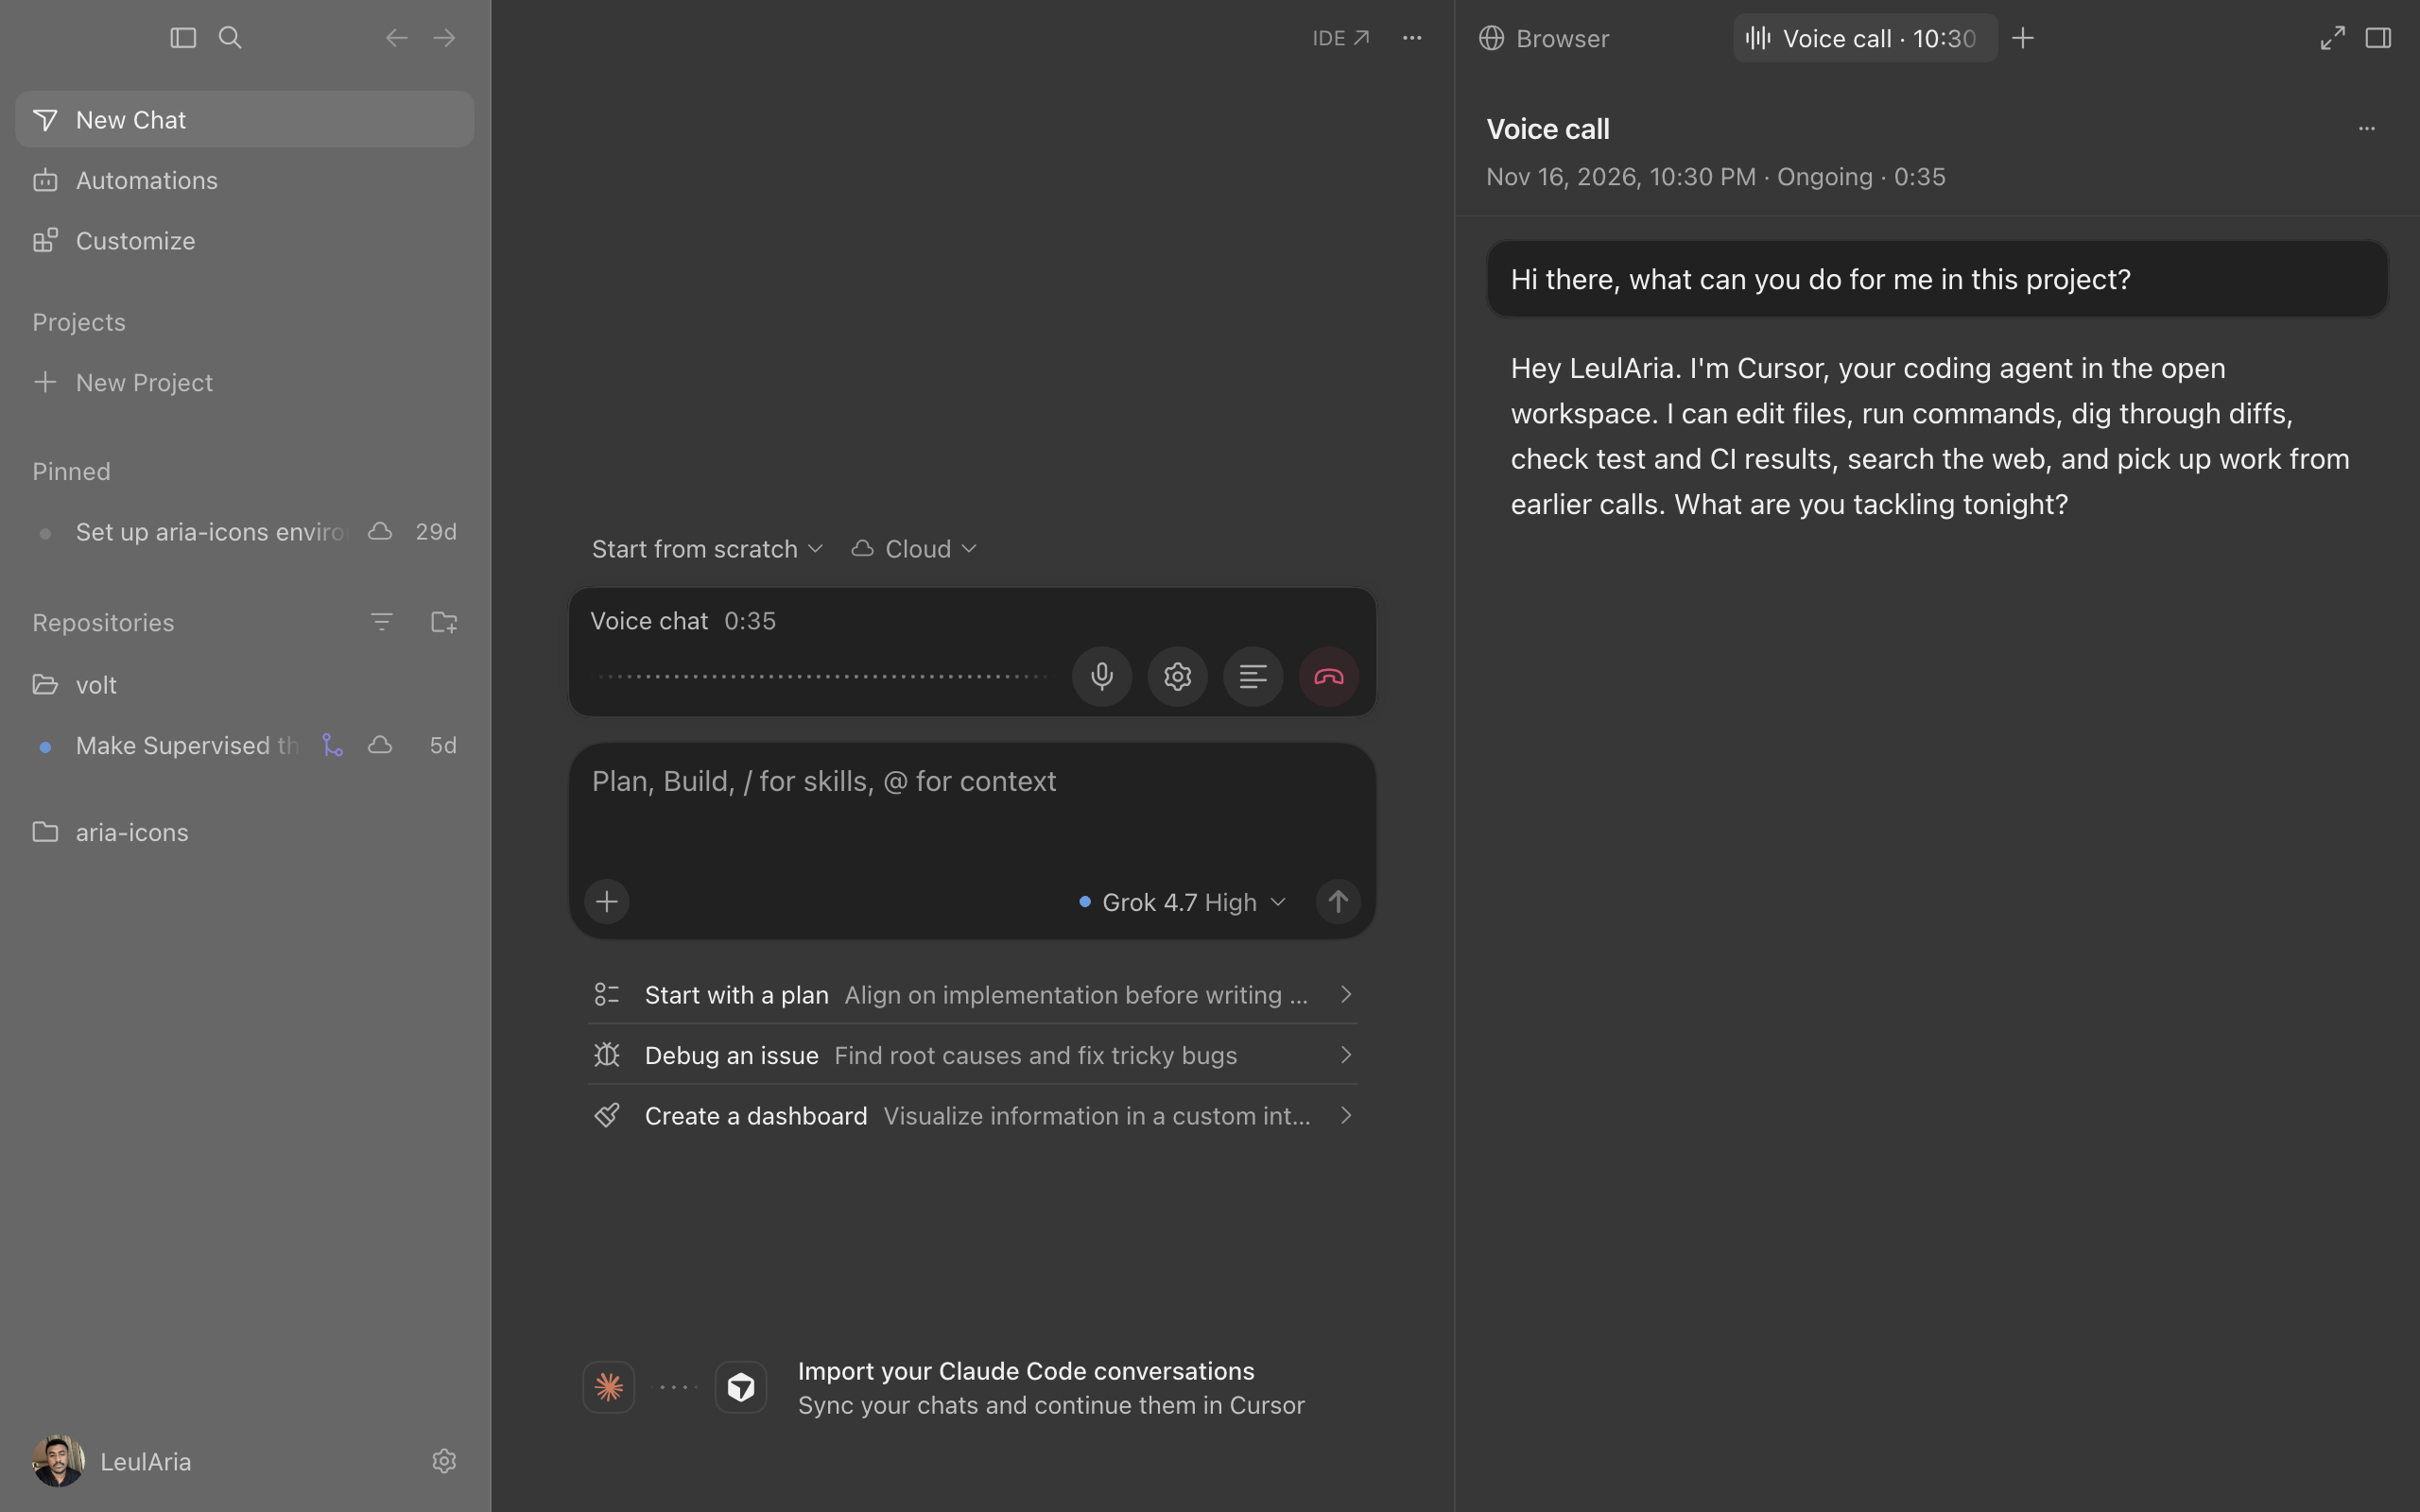 New Chat
Automations
Customize
Projects
New Project
Pinned
Set up aria-icons enviro
29d
Repositories
volt
Make Supervised th
5d
aria-icons
LeulAria
IDE
Start from scratch
Cloud
Voice chat 0:35
Plan, Build, / for skills, @ for context
Grok 4.7 High
Start with a plan Align on implementation before writing ...
Debug an issue Find root causes and fix tricky bugs
Create a dashboard Visualize information in a custom int...
Import your Claude Code conversations
Sync your chats and continue them in Cursor
Browser
Voice call · 10:30
Voice call
Nov 16, 2026, 10:30 PM · Ongoing · 0:35
Hi there, what can you do for me in this project?
Hey LeulAria. I'm Cursor, your coding agent in the open
workspace. I can edit files, run commands, dig through diffs,
check test and CI results, search the web, and pick up work from
earlier calls. What are you tackling tonight?